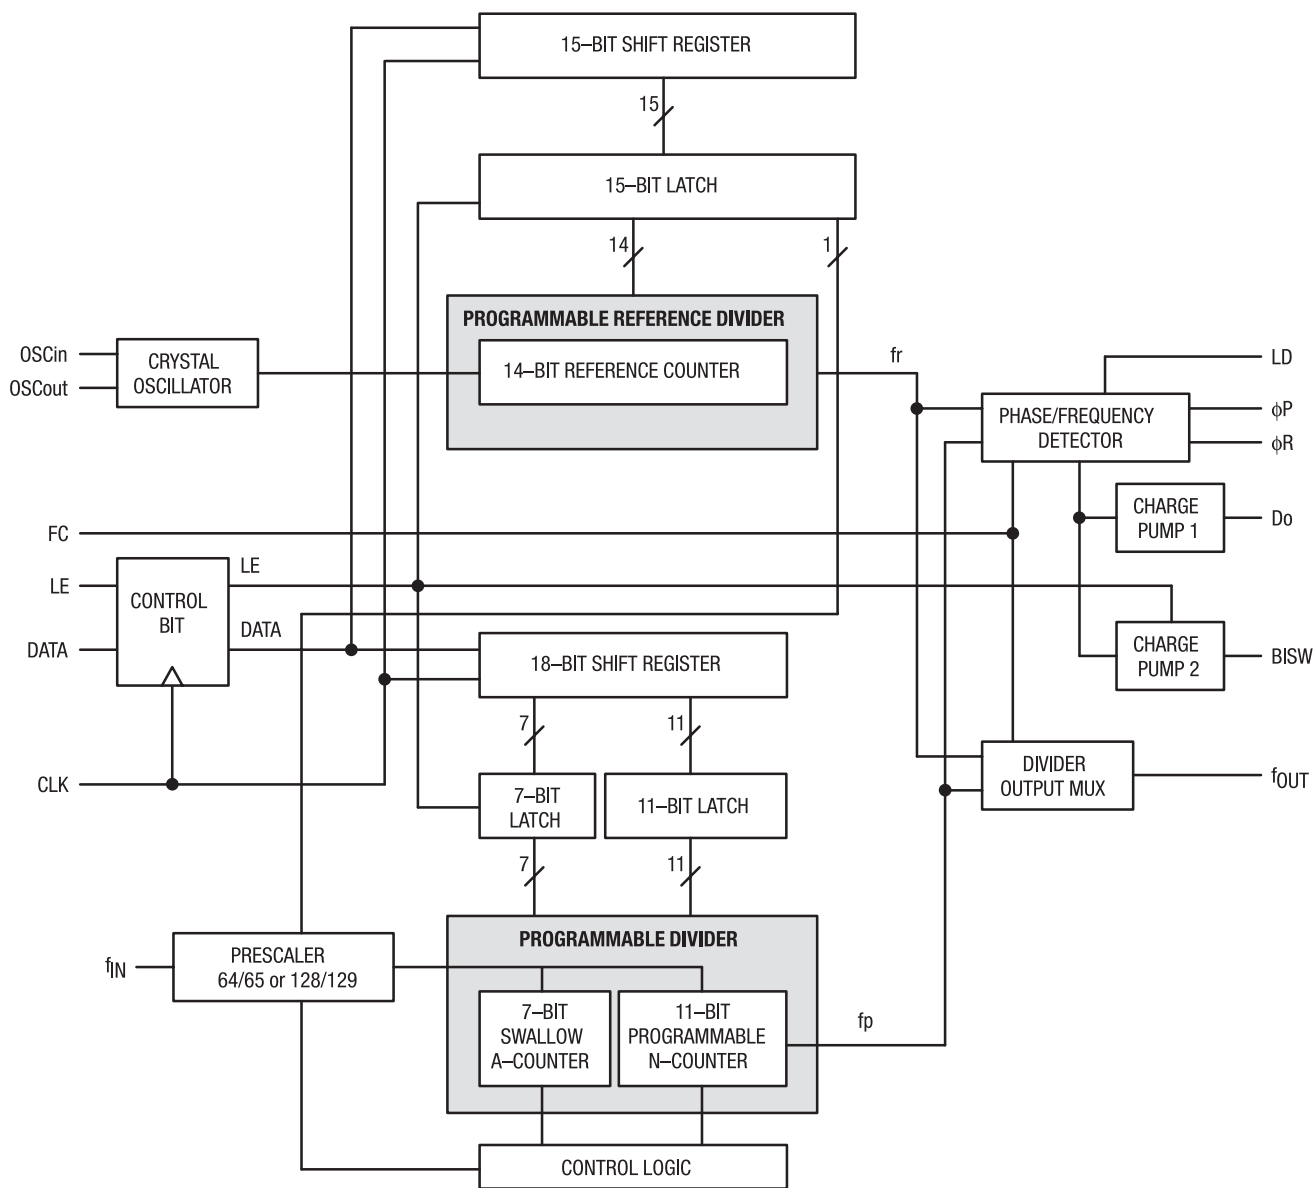 15–BIT SHIFT REGISTER
15
15–BIT LATCH
14
1
PROGRAMMABLE REFERENCE DIVIDER
14–BIT REFERENCE COUNTER
fr
OSCin
OSCout
CRYSTAL
OSCILLATOR
LD
PHASE/FREQUENCY
DETECTOR
ϕP
ϕR
CHARGE
PUMP 1
Do
FC
LE
LE
CONTROL
BIT
DATA
DATA
18–BIT SHIFT REGISTER
CHARGE
PUMP 2
BISW
7
11
CLK
7–BIT
LATCH
11–BIT LATCH
DIVIDER
OUTPUT MUX
fOUT
7
11
PROGRAMMABLE DIVIDER
fIN
PRESCALER
64/65 or 128/129
7–BIT
SWALLOW
A–COUNTER
11–BIT
PROGRAMMABLE
N–COUNTER
fp
CONTROL LOGIC